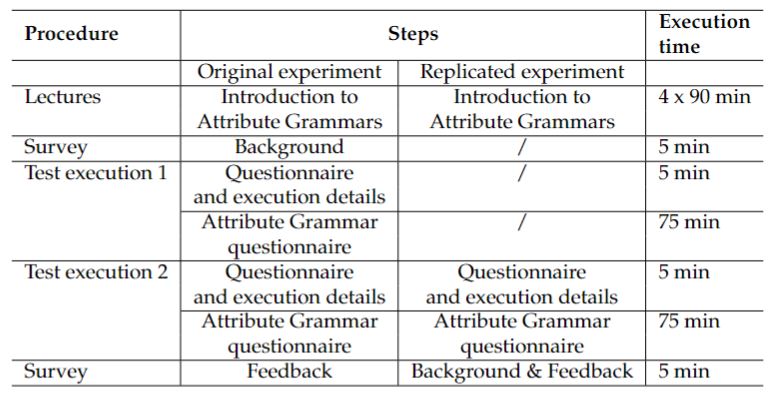 Procedure Steps Execution
time
Original experiment Replicated experiment
Lectures Introduction to Introduction to 4 x 90 min
Attribute Grammars Attribute Grammars
Survey Background / 5 min
Test execution 1 Questionnaire / 5 min
and execution details
Attribute Grammar / 75 min
questionnaire
Test execution 2 Questionnaire Questionnaire 5 min
and execution details and execution details
Attribute Grammar Attribute Grammar 75 min
questionnaire questionnaire
Survey Feedback Background & Feedback 5 min